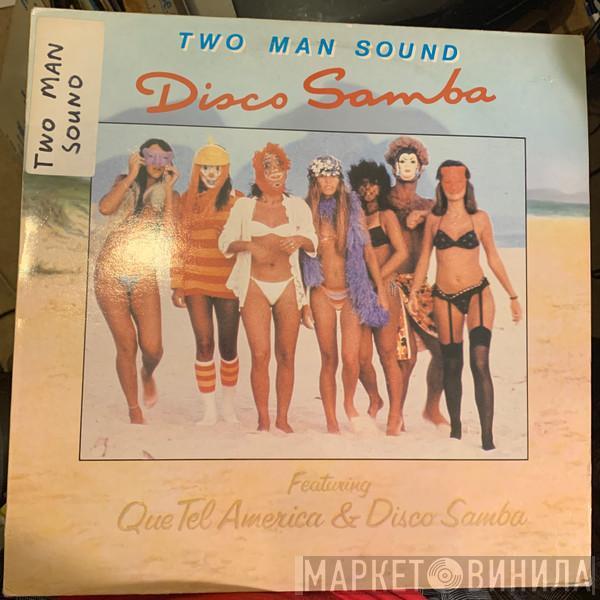 TWO MAN SOUND
Disco Samba
TWO MAN
SOUND
Featuring
Que Tel America & Disco Samba
МАРКЕТ ВИНИЛА